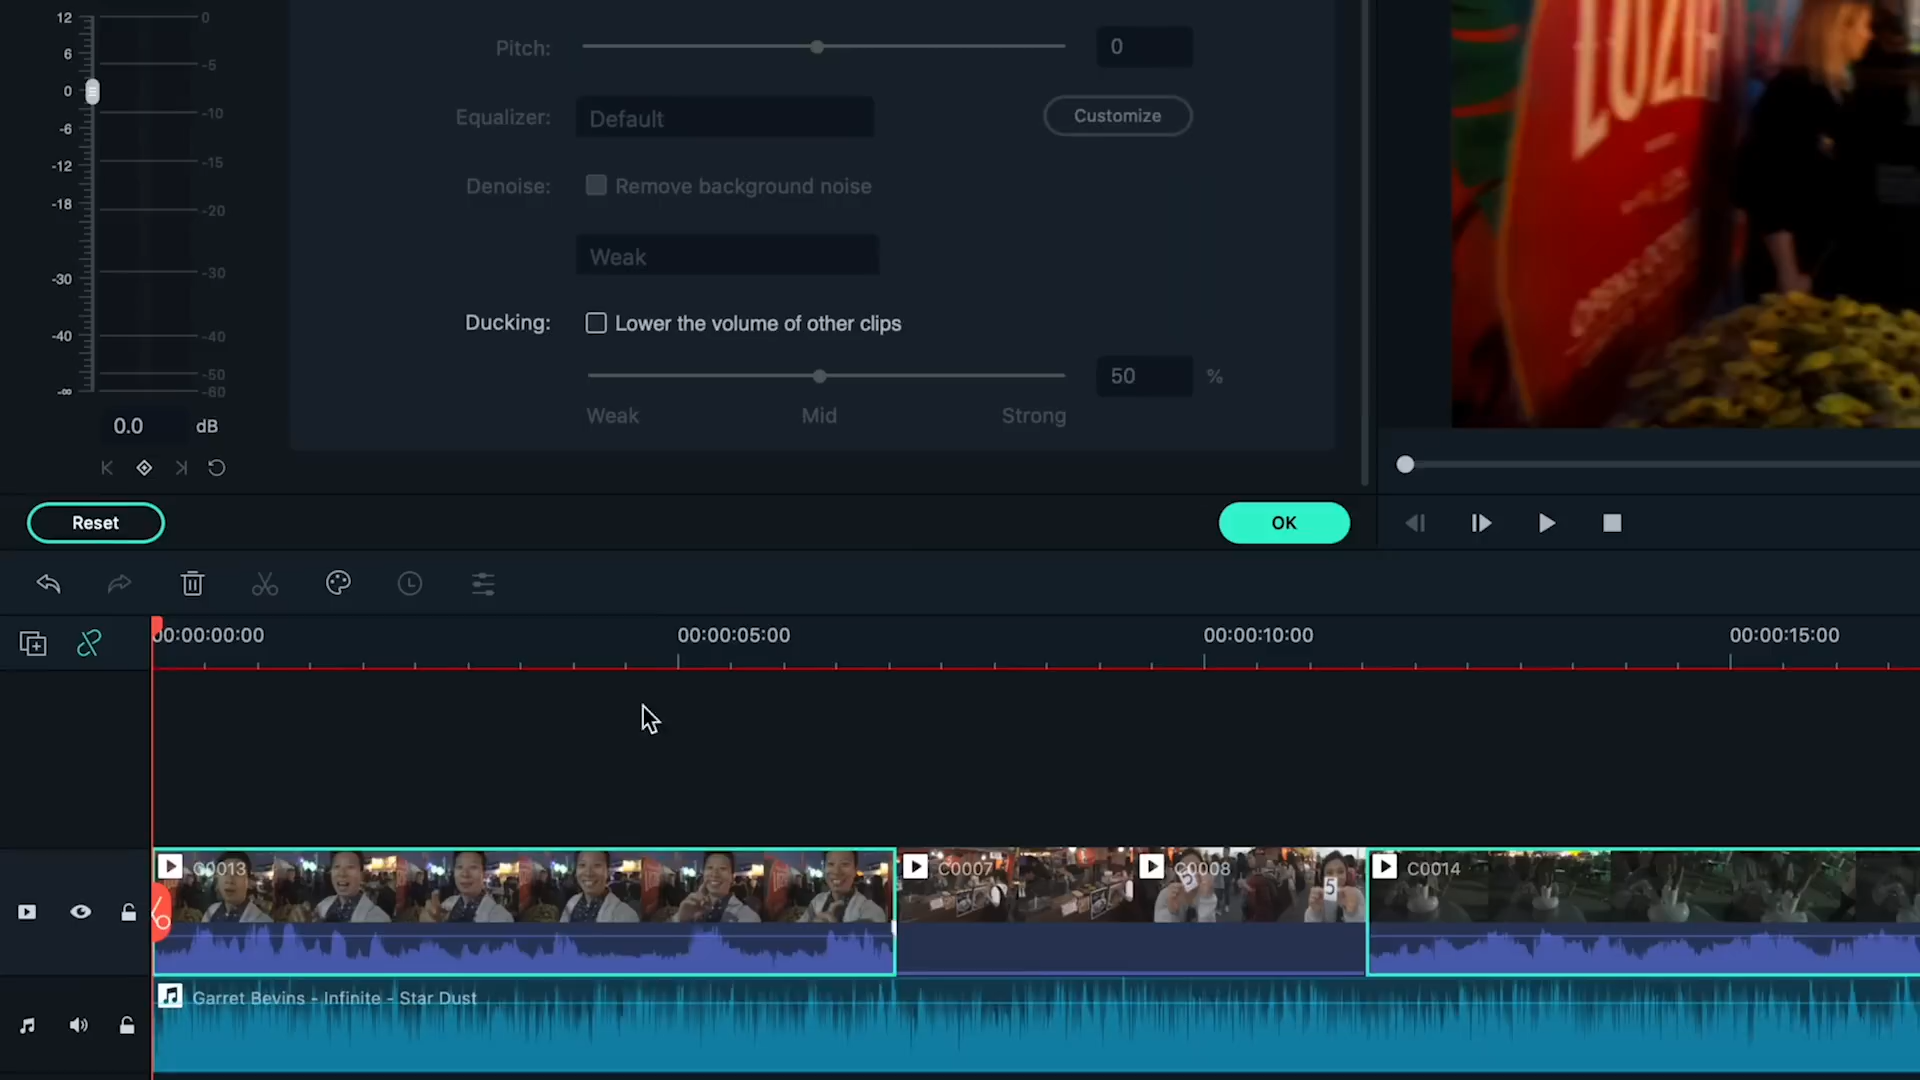 12
6
0
-6
-12
-18
-30
-40
-∞
0
-5
-10
-15
-20
-30
-40
-50
-60
0.0 dB
Pitch: 0
Equalizer: Default Customize
Denoise: Remove background noise
Weak
Ducking: Lower the volume of other clips
50 %
Weak Mid Strong
LUZIA
Reset OK
00:00:00:00 00:00:05:00 00:00:10:00 00:00:15:00
C0013 C0007 C0008 C0014
5 5
Garret Bevins - Infinite - Star Dust